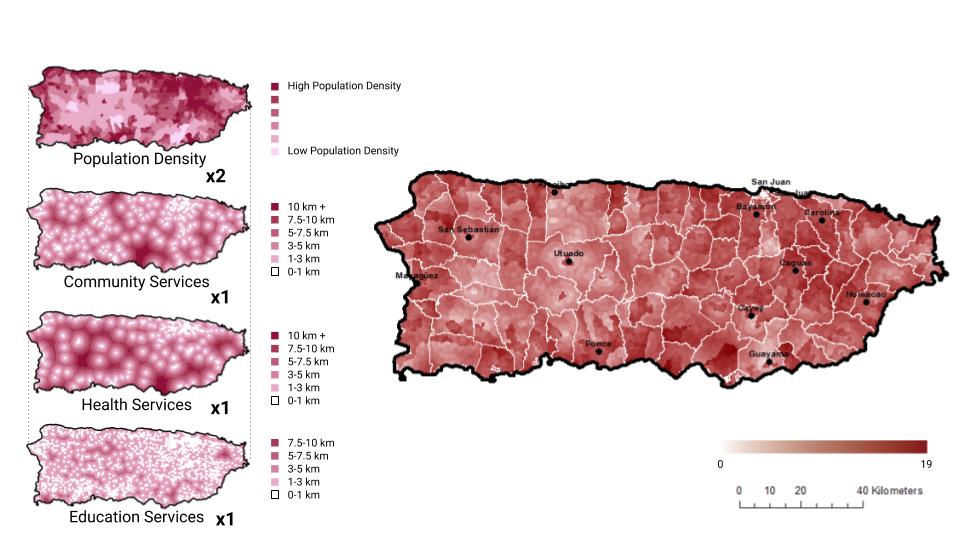 High Population Density
Low Population Density
Population Density
x2
10 km +
7.5-10 km
5-7.5 km
3-5 km
1-3 km
0-1 km
Community Services
x1
10 km +
7.5-10 km
5-7.5 km
3-5 km
1-3 km
0-1 km
Health Services
x1
7.5-10 km
5-7.5 km
3-5 km
1-3 km
0-1 km
Education Services
x1
San Juan
Bayamon
Carolina
San Sebastian
Utuado
Caguas
Mayaguez
Humacao
Cayey
Ponce
Guayama
0
19
0
10
20
40 Kilometers